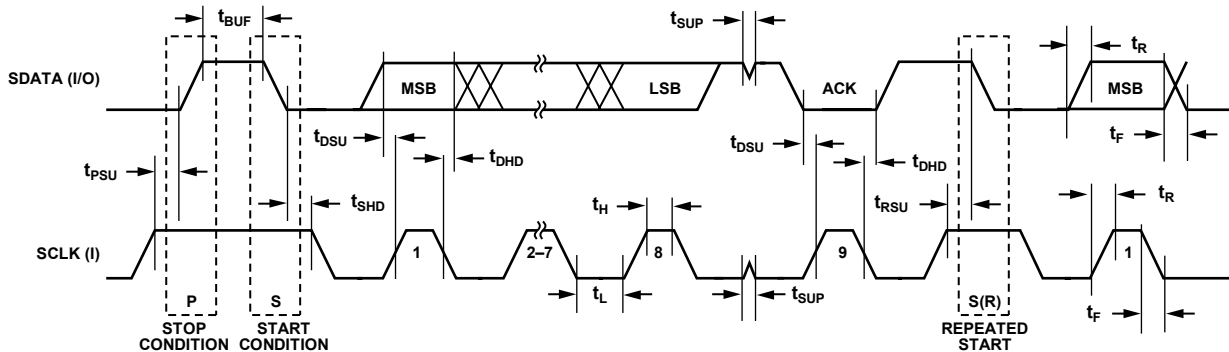 tBUF
tSUP
tR
SDATA (I/O)
MSB
LSB
ACK
MSB
tDSU
tDHD
tDSU
tDHD
tF
tPSU
tSHD
tH
tRSU
tR
SCLK (I)
1
2–7
8
9
1
P
S
tL
tSUP
S(R)
tF
STOP
CONDITION
START
CONDITION
REPEATED
START